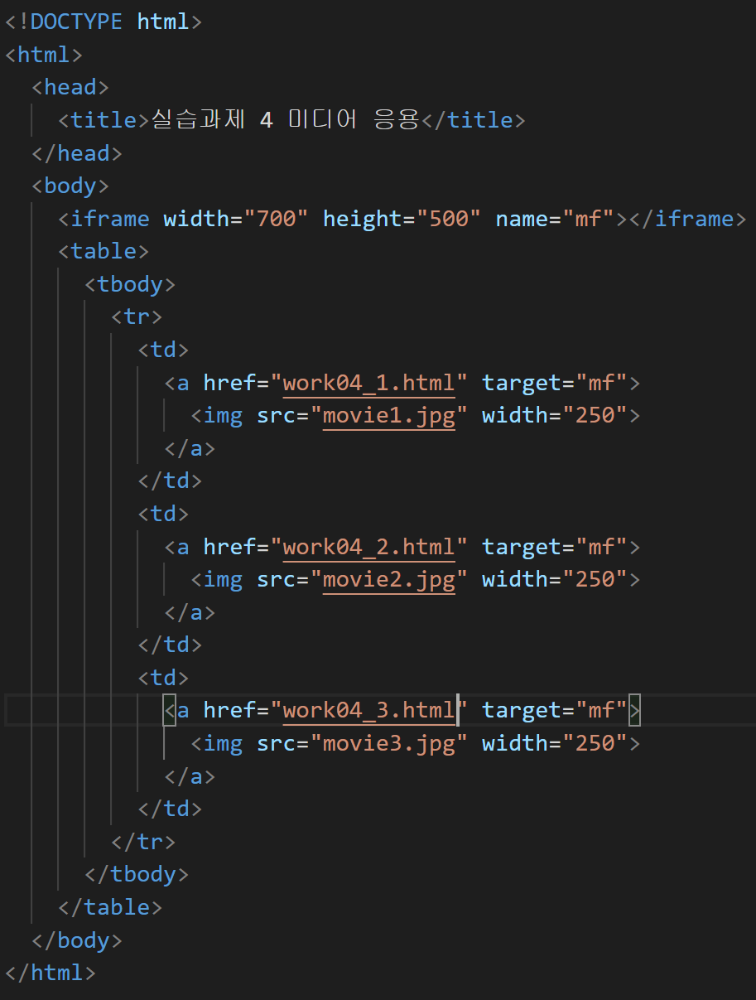 <!DOCTYPE html>
<html>
  <head>
    <title>실습과제 4 미디어 응용</title>
  </head>
  <body>
    <iframe width="700" height="500" name="mf"></iframe>
    <table>
      <tbody>
        <tr>
          <td>
            <a href="work04_1.html" target="mf">
              <img src="movie1.jpg" width="250">
            </a>
          </td>
          <td>
            <a href="work04_2.html" target="mf">
              <img src="movie2.jpg" width="250">
            </a>
          </td>
          <td>
            <a href="work04_3.html" target="mf">
              <img src="movie3.jpg" width="250">
            </a>
          </td>
        </tr>
      </tbody>
    </table>
  </body>
</html>